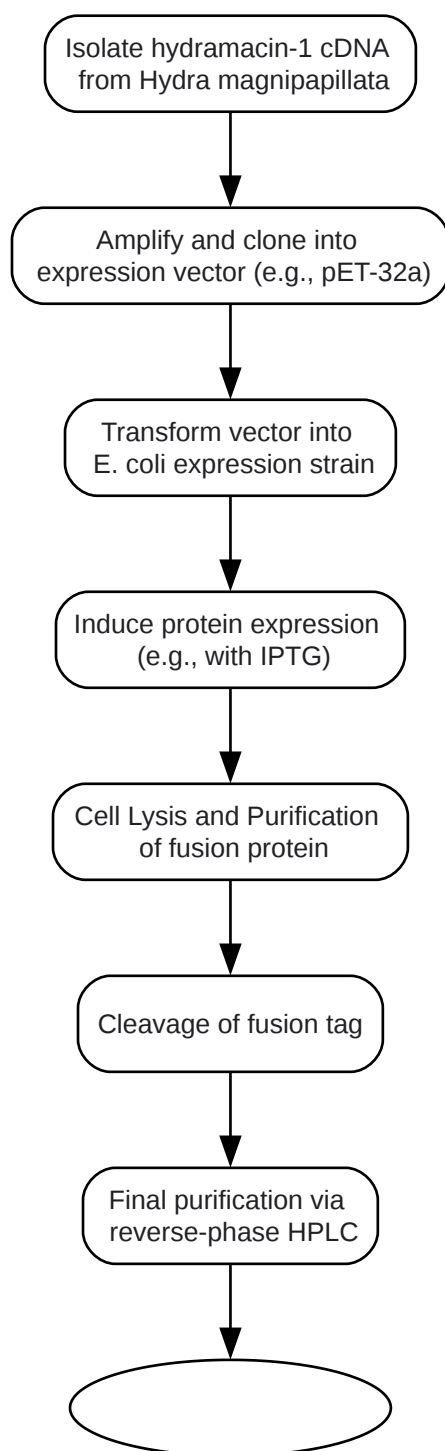 Isolate hydramacin-1 cDNA
from Hydra magnipapillata
Amplify and clone into
expression vector (e.g., pET-32a)
Transform vector into
E. coli expression strain
Induce protein expression
(e.g., with IPTG)
Cell Lysis and Purification
of fusion protein
Cleavage of fusion tag
Final purification via
reverse-phase HPLC